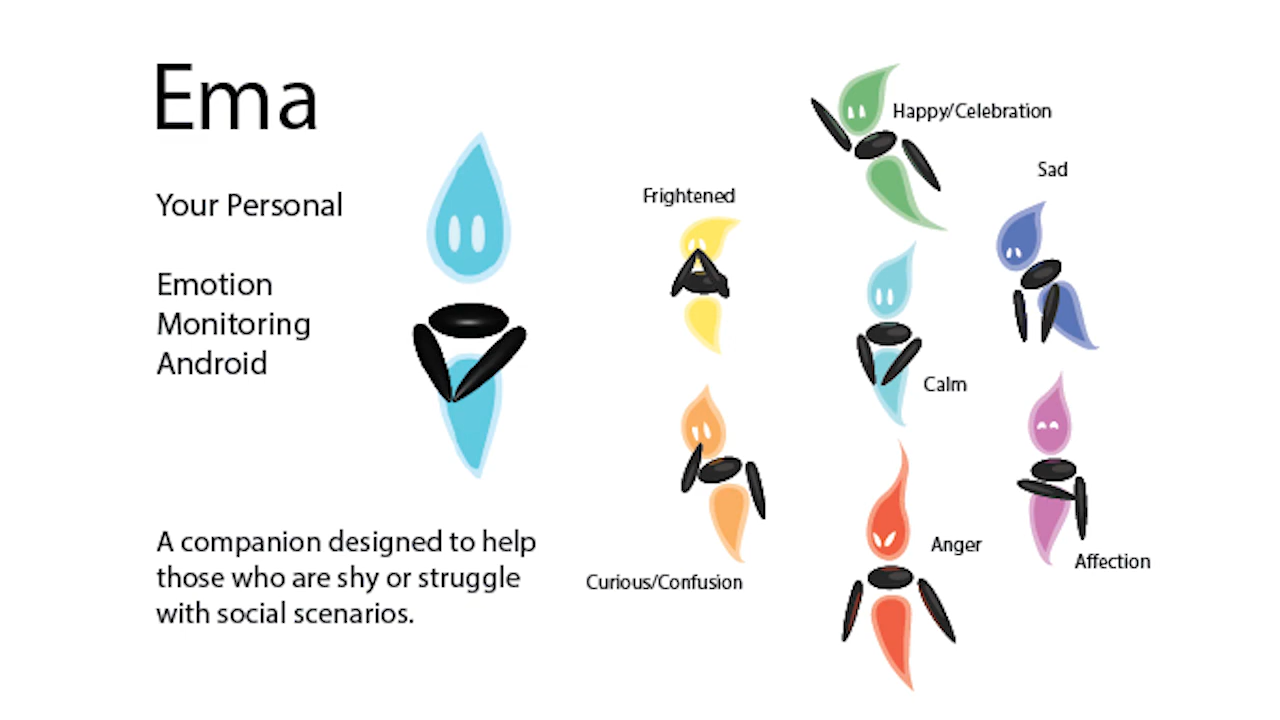 Ema
Your Personal
Emotion
Monitoring
Android
A companion designed to help
those who are shy or struggle
with social scenarios.
Happy/Celebration
Sad
Frightened
Calm
Anger
Affection
Curious/Confusion